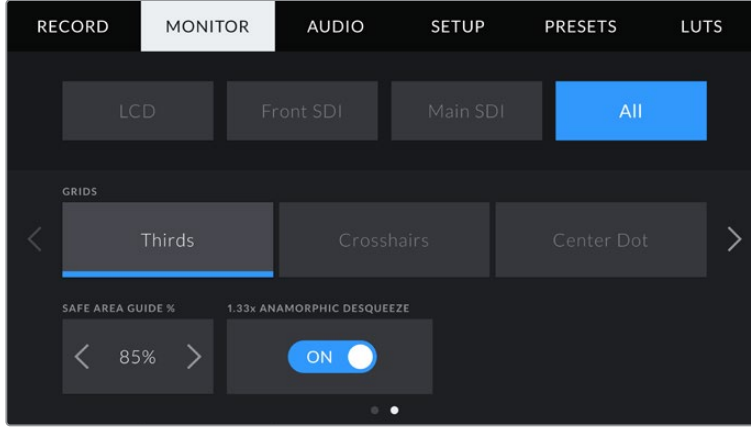 RECORD MONITOR AUDIO SETUP PRESETS LUTS
LCD Front SDI Main SDI All
GRIDS
Thirds Crosshairs Center Dot
SAFE AREA GUIDE % 1.33x ANAMORPHIC DESQUEEZE
85% ON